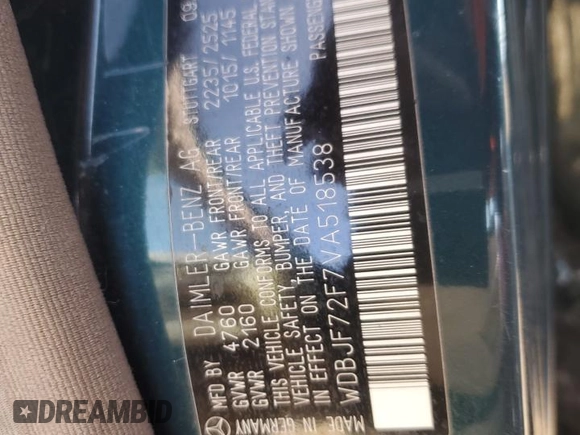 MFD BY DAIMLER-BENZ AG STUTTGART 09
GVWR 4760 GAWR FRONT/REAR 2235/2525
GVWR 2160 GAWR FRONT/REAR 1015/1145
THIS VEHICLE CONFORMS TO ALL APPLICABLE U.S. FEDERAL
VEHICLE SAFETY, BUMPER, AND THEFT PREVENTION STAN
IN EFFECT ON THE DATE OF MANUFACTURE SHOWN
IN GERMANY PASSENG
WDBJF72F7VA518538
DREAMBID